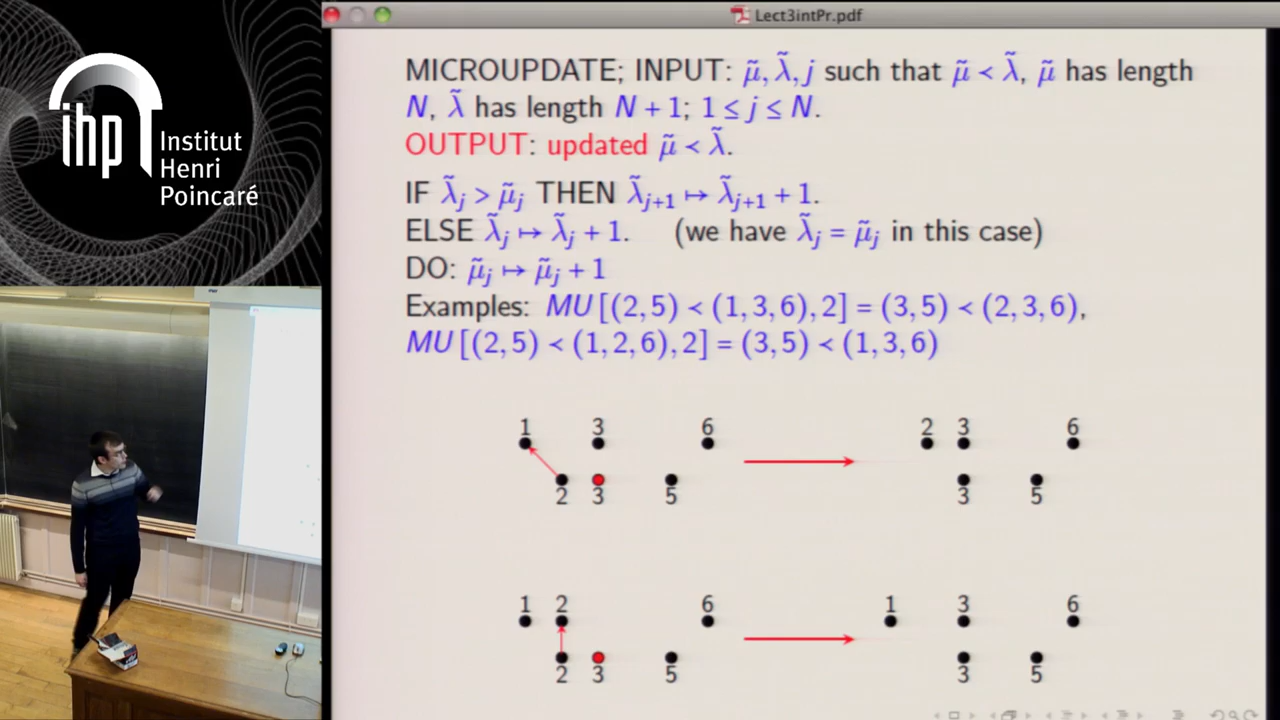 Lect3intPr.pdf
ihp
Institut
Henri
Poincaré
MICROUPDATE; INPUT: μ̃, λ̃, j such that μ̃ ≺ λ̃, μ̃ has length
N, λ̃ has length N + 1; 1 ≤ j ≤ N.
OUTPUT: updated μ̃ ≺ λ̃.
IF λ̃_j > μ̃_j THEN λ̃_{j+1} ↦ λ̃_{j+1} + 1.
ELSE λ̃_j ↦ λ̃_j + 1. (we have λ̃_j = μ̃_j in this case)
DO: μ̃_j ↦ μ̃_j + 1
Examples: MU[(2, 5) ≺ (1, 3, 6), 2] = (3, 5) ≺ (2, 3, 6),
MU[(2, 5) ≺ (1, 2, 6), 2] = (3, 5) ≺ (1, 3, 6)
1 3 6 2 3 6
2 3 5 3 5
1 2 6 1 3 6
2 3 5 3 5